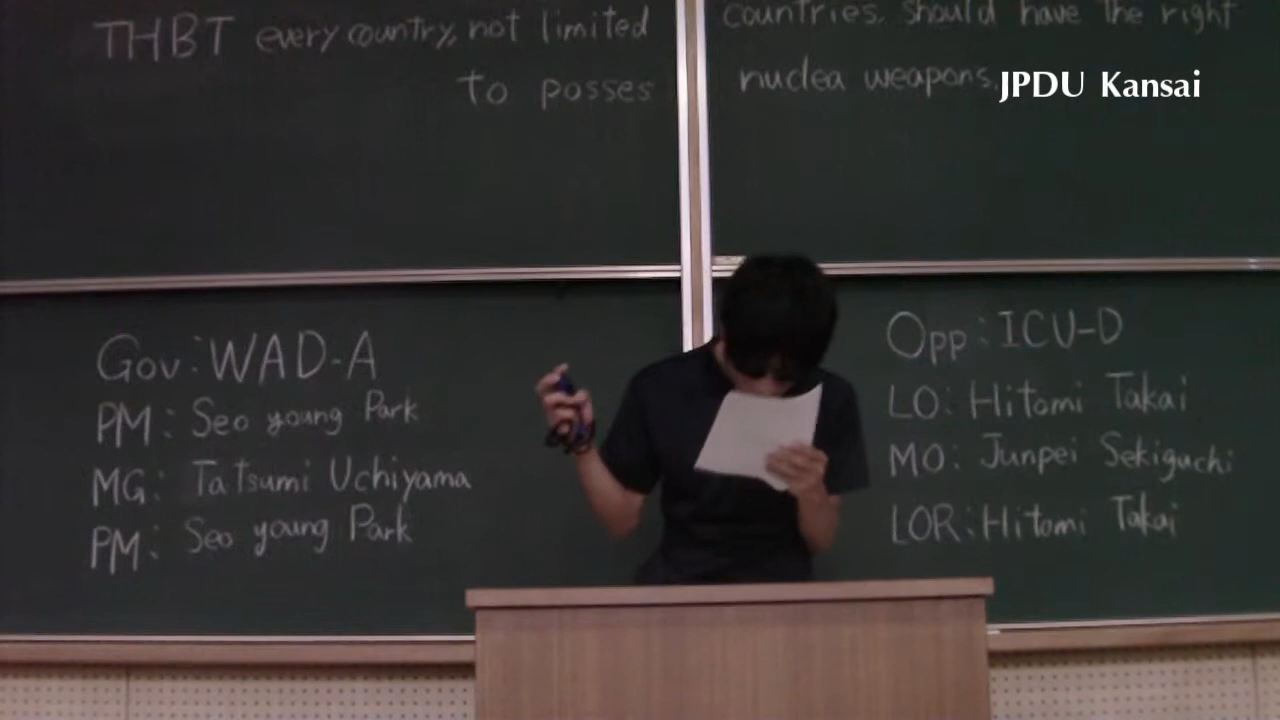 THBT every country, not limited
to posses
countries, should have the right
nuclea weapons.
JPDU Kansai
Gov: WAD-A
PM: Seo young Park
MG: Tatsumi Uchiyama
PM: Seo young Park
Opp: ICU-D
LO: Hitomi Takai
MO: Junpei Sekiguchi
LOR: Hitomi Takai